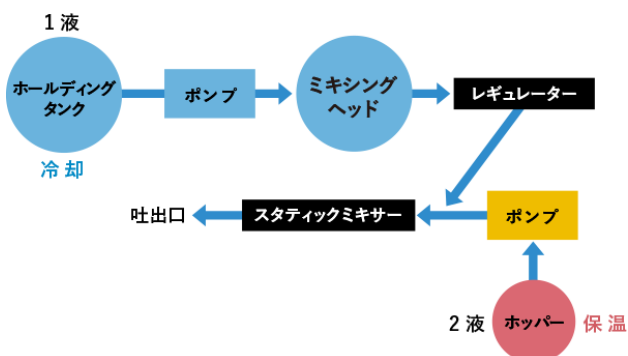 1液
ホールディング
タンク
冷却
ポンプ
ミキシング
ヘッド
レギュレーター
吐出口
スタティックミキサー
ポンプ
2液
ホッパー
保温